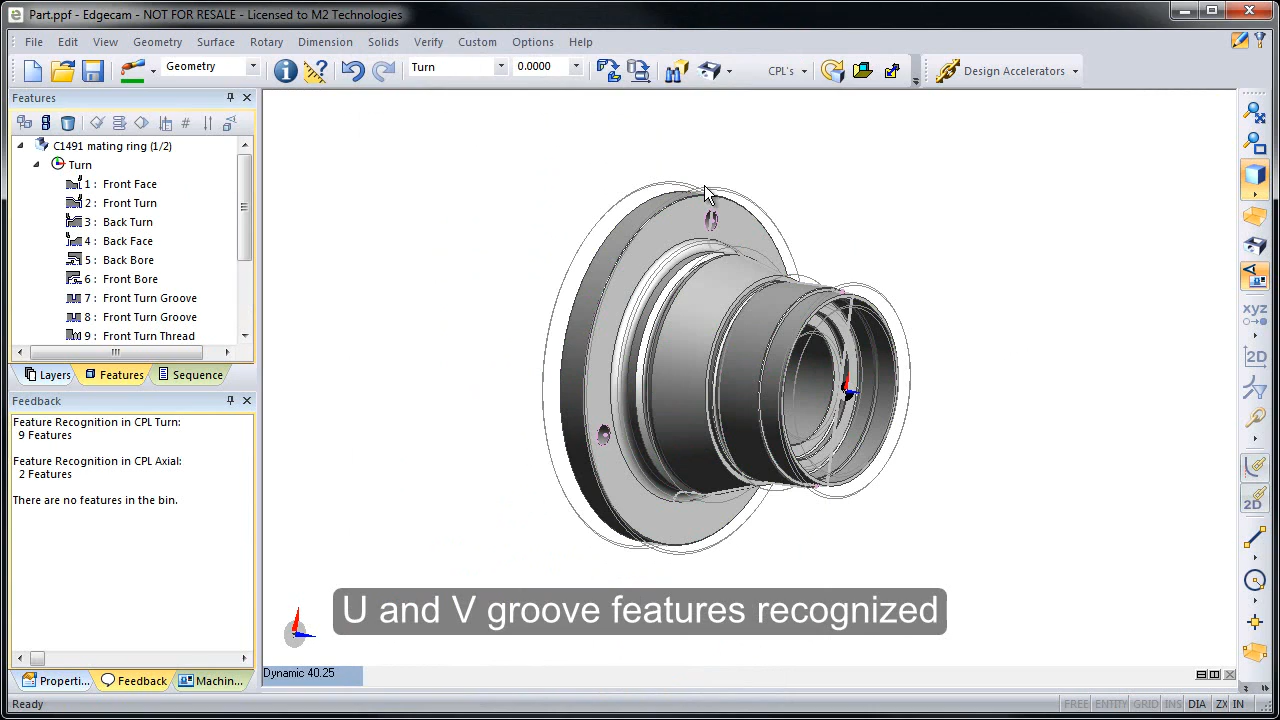 Part.ppf - Edgecam - NOT FOR RESALE - Licensed to M2 Technologies
File Edit View Geometry Surface Rotary Dimension Solids Verify Custom Options Help
Geometry Turn 0.0000 CPL's Design Accelerators
Features
C1491 mating ring (1/2)
Turn
1 : Front Face
2 : Front Turn
3 : Back Turn
4 : Back Face
5 : Back Bore
6 : Front Bore
7 : Front Turn Groove
8 : Front Turn Groove
9 : Front Turn Thread
Layers Features Sequence
Feedback
Feature Recognition in CPL Turn:
9 Features
Feature Recognition in CPL Axial:
2 Features
There are no features in the bin.
xyz
2D
2D
U and V groove features recognized
Properti... Feedback Machin...
Dynamic 40.25
Ready
FREE ENTITY GRID INS DIA ZX IN